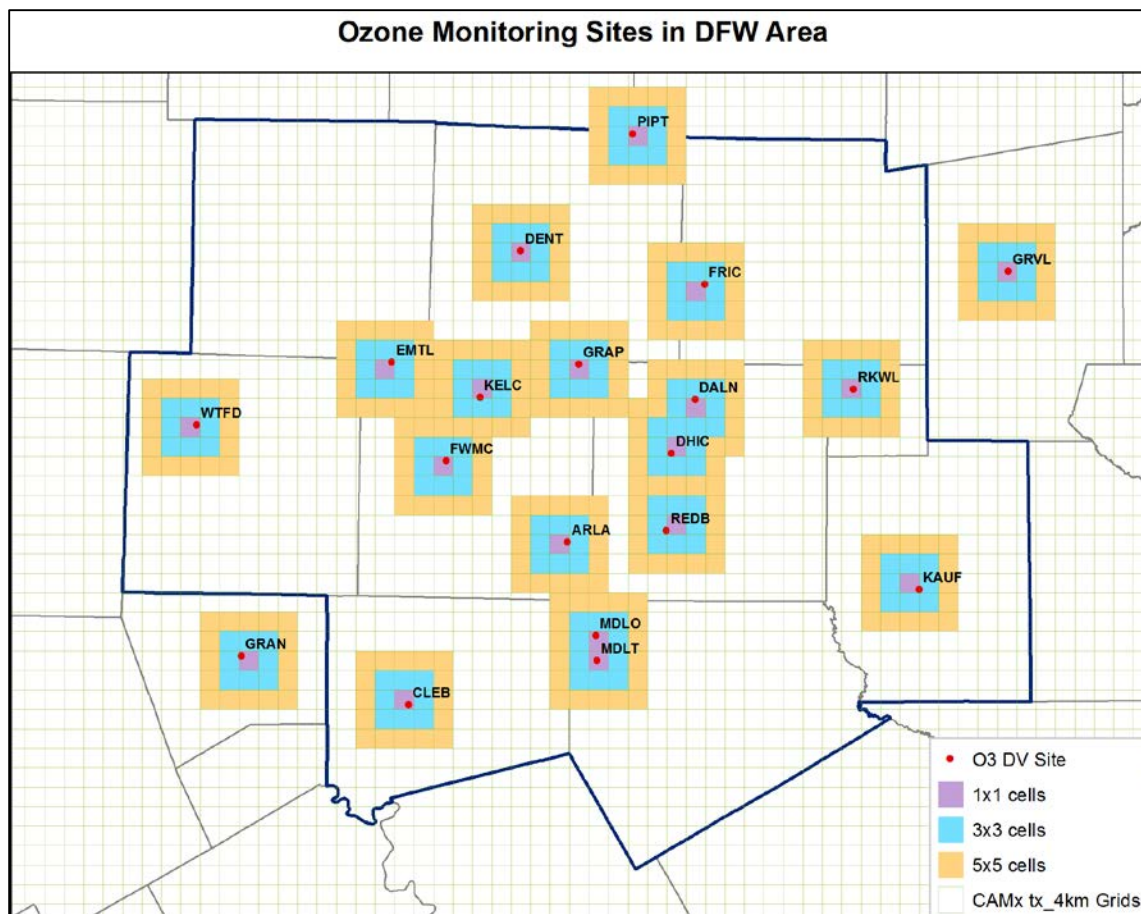 Ozone Monitoring Sites in DFW Area
PIPT
DENT
GRVL
FRIC
EMTL
GRAP
KELC
RKWL
DALN
WTFD
FWMC
DHIC
REDB
ARLA
KAUF
MDLO
GRAN
MDLT
CLEB
O3 DV Site
1x1 cells
3x3 cells
5x5 cells
CAMx tx_4km Grids